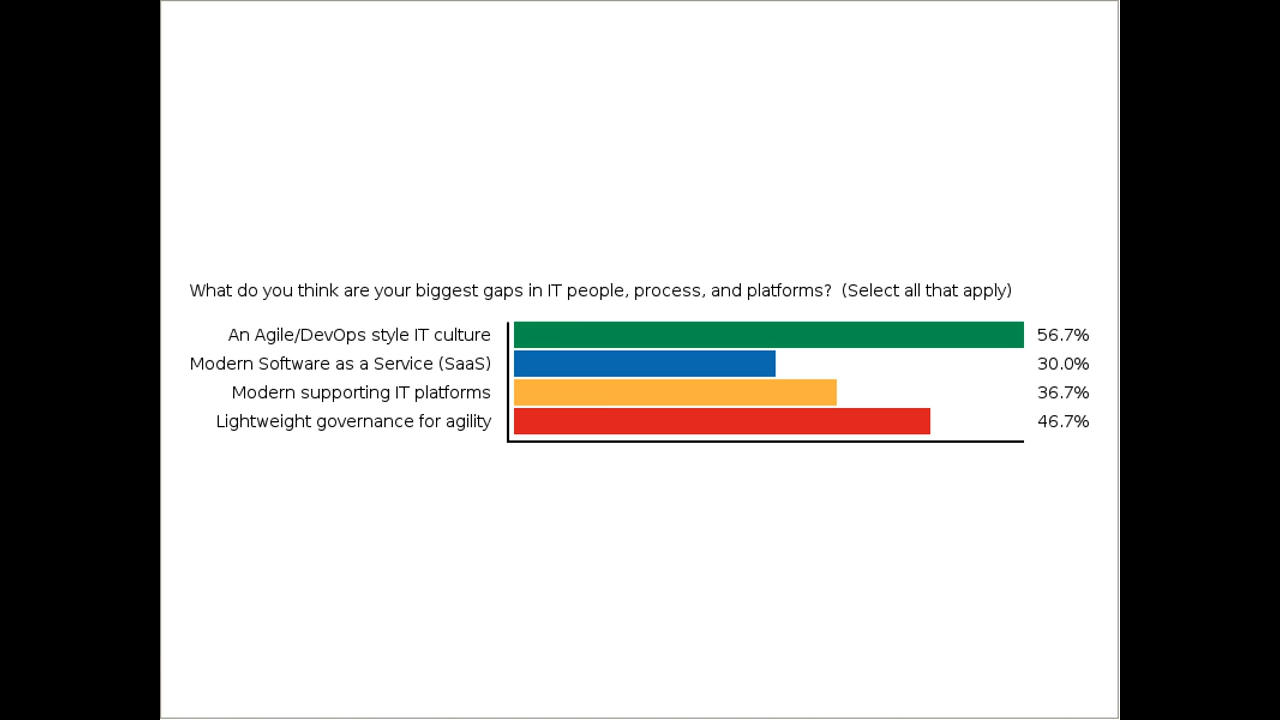 What do you think are your biggest gaps in IT people, process, and platforms?  (Select all that apply)
An Agile/DevOps style IT culture 56.7%
Modern Software as a Service (SaaS) 30.0%
Modern supporting IT platforms 36.7%
Lightweight governance for agility 46.7%